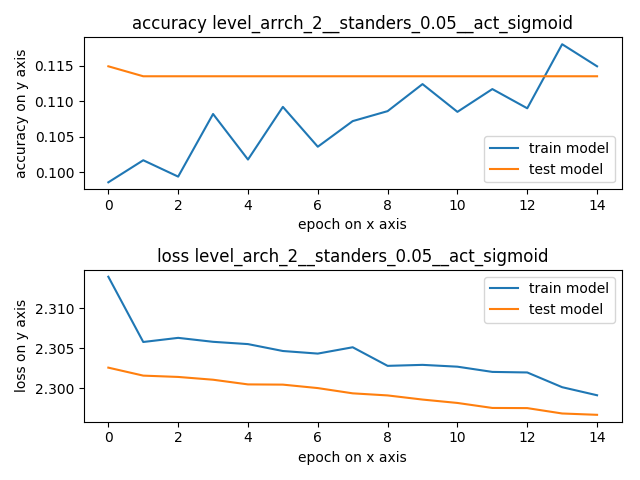 accuracy level_arrch_2__standers_0.05__act_sigmoid
accuracy on y axis
0.115
0.110
0.105
0.100
train model
test model
0 2 4 6 8 10 12 14
epoch on x axis
loss level_arch_2__standers_0.05__act_sigmoid
loss on y axis
2.310
2.305
2.300
train model
test model
0 2 4 6 8 10 12 14
epoch on x axis